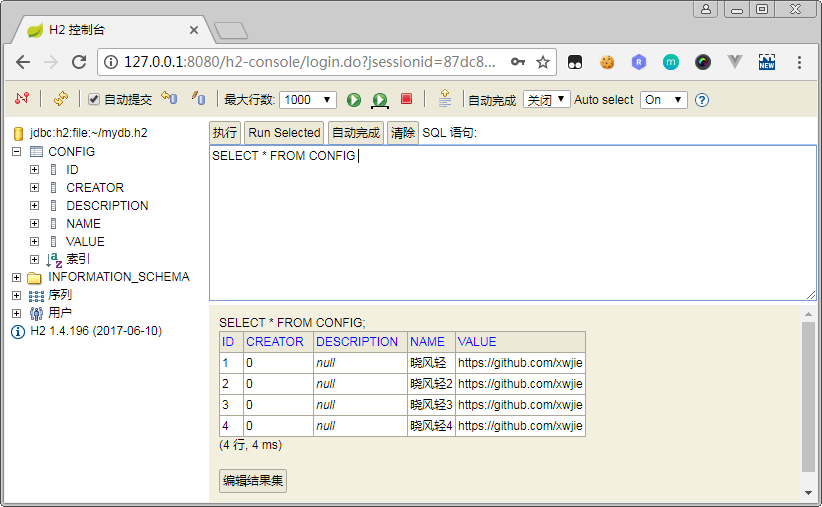 H2 控制台
127.0.0.1:8080/h2-console/login.do?jsessionid=87dc8...
R m NEW
自动提交 最大行数: 1000 自动完成 关闭 Auto select On ?
jdbc:h2:file:~/mydb.h2
CONFIG
ID
CREATOR
DESCRIPTION
NAME
VALUE
索引
INFORMATION_SCHEMA
序列
用户
H2 1.4.196 (2017-06-10)
执行 Run Selected 自动完成 清除 SQL 语句:
SELECT * FROM CONFIG
SELECT * FROM CONFIG;
ID CREATOR DESCRIPTION NAME VALUE
1 0 null 晓风轻 https://github.com/xwjie
2 0 null 晓风轻2 https://github.com/xwjie
3 0 null 晓风轻3 https://github.com/xwjie
4 0 null 晓风轻4 https://github.com/xwjie
(4 行, 4 ms)
编辑结果集